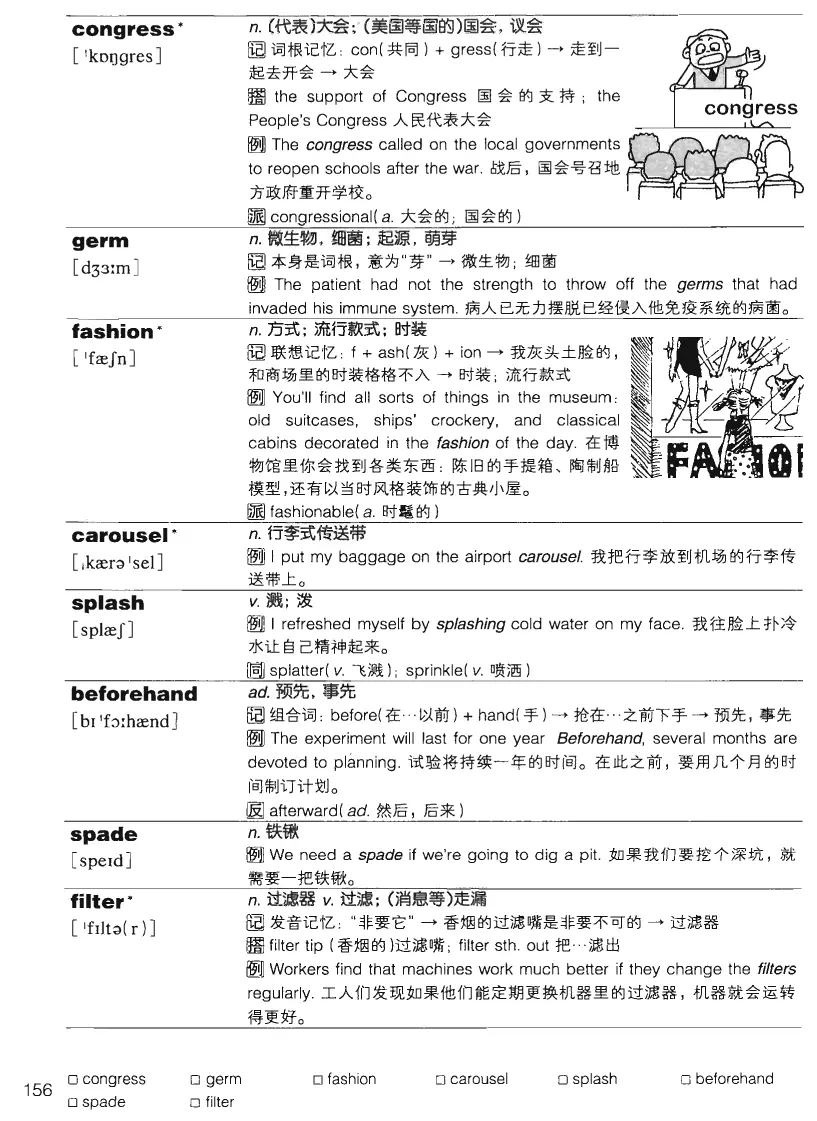 congress*
[ˈkɒŋgres]
n. (代表)大会；(美国等国的)国会，议会
[记] 词根记忆：con(共同) + gress(行走) → 走到一
起去开会 → 大会
[搭] the support of Congress 国会的支持；the
People's Congress 人民代表大会
[例] The congress called on the local governments
to reopen schools after the war. 战后，国会号召地
方政府重开学校。
[派] congressional(a. 大会的；国会的)
congress
germ
[dʒɜːm]
n. 微生物，细菌；起源，萌芽
[记] 本身是词根，意为“芽” → 微生物；细菌
[例] The patient had not the strength to throw off the germs that had
invaded his immune system. 病人已无力摆脱已经侵入他免疫系统的病菌。
fashion*
[ˈfæʃn]
n. 方式；流行款式；时装
[记] 联想记忆：f + ash(灰) + ion → 我灰头土脸的，
和商场里的时装格格不入 → 时装；流行款式
[例] You'll find all sorts of things in the museum:
old suitcases, ships' crockery, and classical
cabins decorated in the fashion of the day. 在博
物馆里你会找到各类东西：陈旧的手提箱、陶制船
模型，还有以当时风格装饰的古典小屋。
[派] fashionable(a. 时髦的)
FASHION
carousel*
[ˌkærəˈsel]
n. 行李式传送带
[例] I put my baggage on the airport carousel. 我把行李放到机场的行李传
送带上。
splash
[splæʃ]
v. 溅；泼
[例] I refreshed myself by splashing cold water on my face. 我往脸上扑冷
水让自己精神起来。
[同] splatter(v. 飞溅)；sprinkle(v. 喷洒)
beforehand
[bɪˈfɔːhænd]
ad. 预先，事先
[记] 组合词：before(在…以前) + hand(手) → 抢在…之前下手 → 预先，事先
[例] The experiment will last for one year Beforehand, several months are
devoted to planning. 试验将持续一年的时间。在此之前，要用几个月的时
间制订计划。
[反] afterward(ad. 然后，后来)
spade
[speɪd]
n. 铁锹
[例] We need a spade if we're going to dig a pit. 如果我们要挖个深坑，就
需要一把铁锹。
filter*
[ˈfɪltə(r)]
n. 过滤器 v. 过滤；(消息等)走漏
[记] 发音记忆：“非要它” → 香烟的过滤嘴是非要不可的 → 过滤器
[搭] filter tip (香烟的)过滤嘴；filter sth. out 把…滤出
[例] Workers find that machines work much better if they change the filters
regularly. 工人们发现如果他们能定期更换机器里的过滤器，机器就会运转
得更好。
□ congress □ germ □ fashion □ carousel □ splash □ beforehand
156
□ spade □ filter